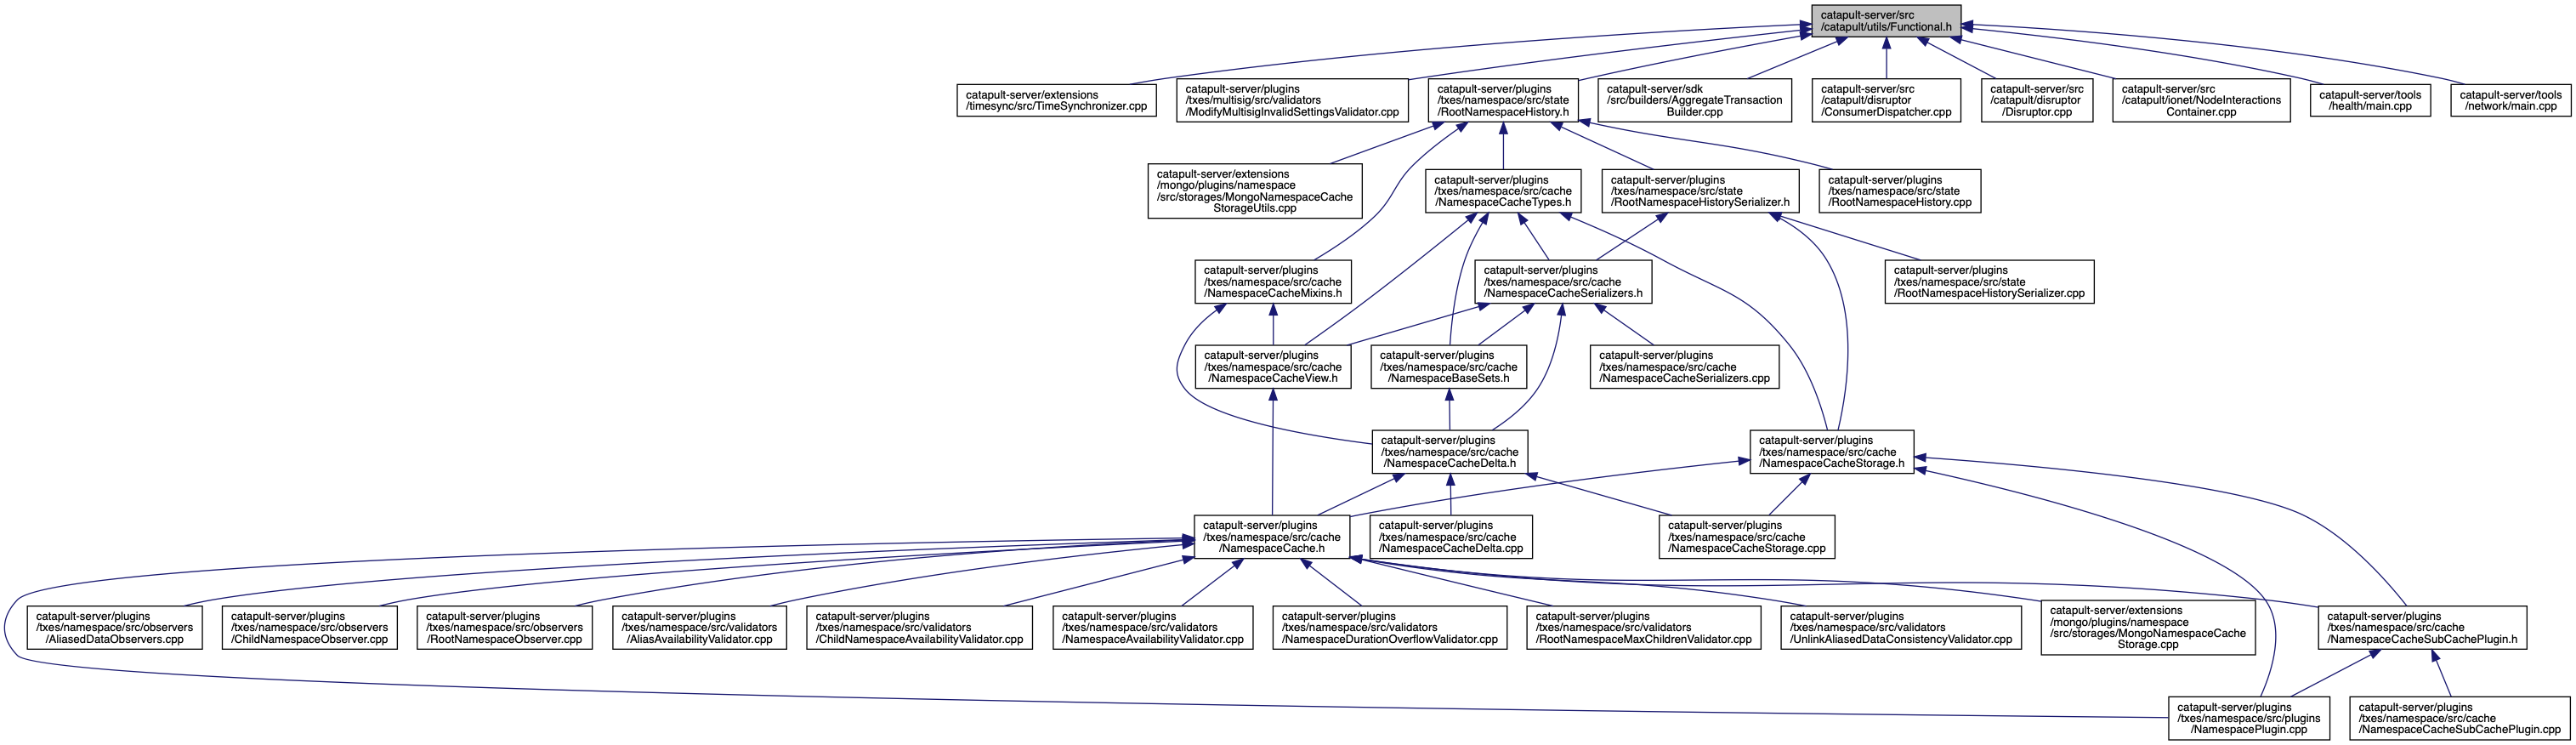 catapult-server/src
/catapult/utils/Functional.h
catapult-server/extensions
/timesync/src/TimeSynchronizer.cpp
catapult-server/plugins
/txes/multisig/src/validators
/ModifyMultisigInvalidSettingsValidator.cpp
catapult-server/plugins
/txes/namespace/src/state
/RootNamespaceHistory.h
catapult-server/sdk
/src/builders/AggregateTransaction
Builder.cpp
catapult-server/src
/catapult/disruptor
/ConsumerDispatcher.cpp
catapult-server/src
/catapult/disruptor
/Disruptor.cpp
catapult-server/src
/catapult/ionet/NodeInteractions
Container.cpp
catapult-server/tools
/health/main.cpp
catapult-server/tools
/network/main.cpp
catapult-server/extensions
/mongo/plugins/namespace
/src/storages/MongoNamespaceCache
StorageUtils.cpp
catapult-server/plugins
/txes/namespace/src/cache
/NamespaceCacheTypes.h
catapult-server/plugins
/txes/namespace/src/state
/RootNamespaceHistorySerializer.h
catapult-server/plugins
/txes/namespace/src/state
/RootNamespaceHistory.cpp
catapult-server/plugins
/txes/namespace/src/cache
/NamespaceCacheMixins.h
catapult-server/plugins
/txes/namespace/src/cache
/NamespaceCacheSerializers.h
catapult-server/plugins
/txes/namespace/src/state
/RootNamespaceHistorySerializer.cpp
catapult-server/plugins
/txes/namespace/src/cache
/NamespaceCacheView.h
catapult-server/plugins
/txes/namespace/src/cache
/NamespaceBaseSets.h
catapult-server/plugins
/txes/namespace/src/cache
/NamespaceCacheSerializers.cpp
catapult-server/plugins
/txes/namespace/src/cache
/NamespaceCacheDelta.h
catapult-server/plugins
/txes/namespace/src/cache
/NamespaceCacheStorage.h
catapult-server/plugins
/txes/namespace/src/cache
/NamespaceCache.h
catapult-server/plugins
/txes/namespace/src/cache
/NamespaceCacheDelta.cpp
catapult-server/plugins
/txes/namespace/src/cache
/NamespaceCacheStorage.cpp
catapult-server/plugins
/txes/namespace/src/observers
/AliasedDataObservers.cpp
catapult-server/plugins
/txes/namespace/src/observers
/ChildNamespaceObserver.cpp
catapult-server/plugins
/txes/namespace/src/observers
/RootNamespaceObserver.cpp
catapult-server/plugins
/txes/namespace/src/validators
/AliasAvailabilityValidator.cpp
catapult-server/plugins
/txes/namespace/src/validators
/ChildNamespaceAvailabilityValidator.cpp
catapult-server/plugins
/txes/namespace/src/validators
/NamespaceAvailabilityValidator.cpp
catapult-server/plugins
/txes/namespace/src/validators
/NamespaceDurationOverflowValidator.cpp
catapult-server/plugins
/txes/namespace/src/validators
/RootNamespaceMaxChildrenValidator.cpp
catapult-server/plugins
/txes/namespace/src/validators
/UnlinkAliasedDataConsistencyValidator.cpp
catapult-server/extensions
/mongo/plugins/namespace
/src/storages/MongoNamespaceCache
Storage.cpp
catapult-server/plugins
/txes/namespace/src/cache
/NamespaceCacheSubCachePlugin.h
catapult-server/plugins
/txes/namespace/src/plugins
/NamespacePlugin.cpp
catapult-server/plugins
/txes/namespace/src/cache
/NamespaceCacheSubCachePlugin.cpp